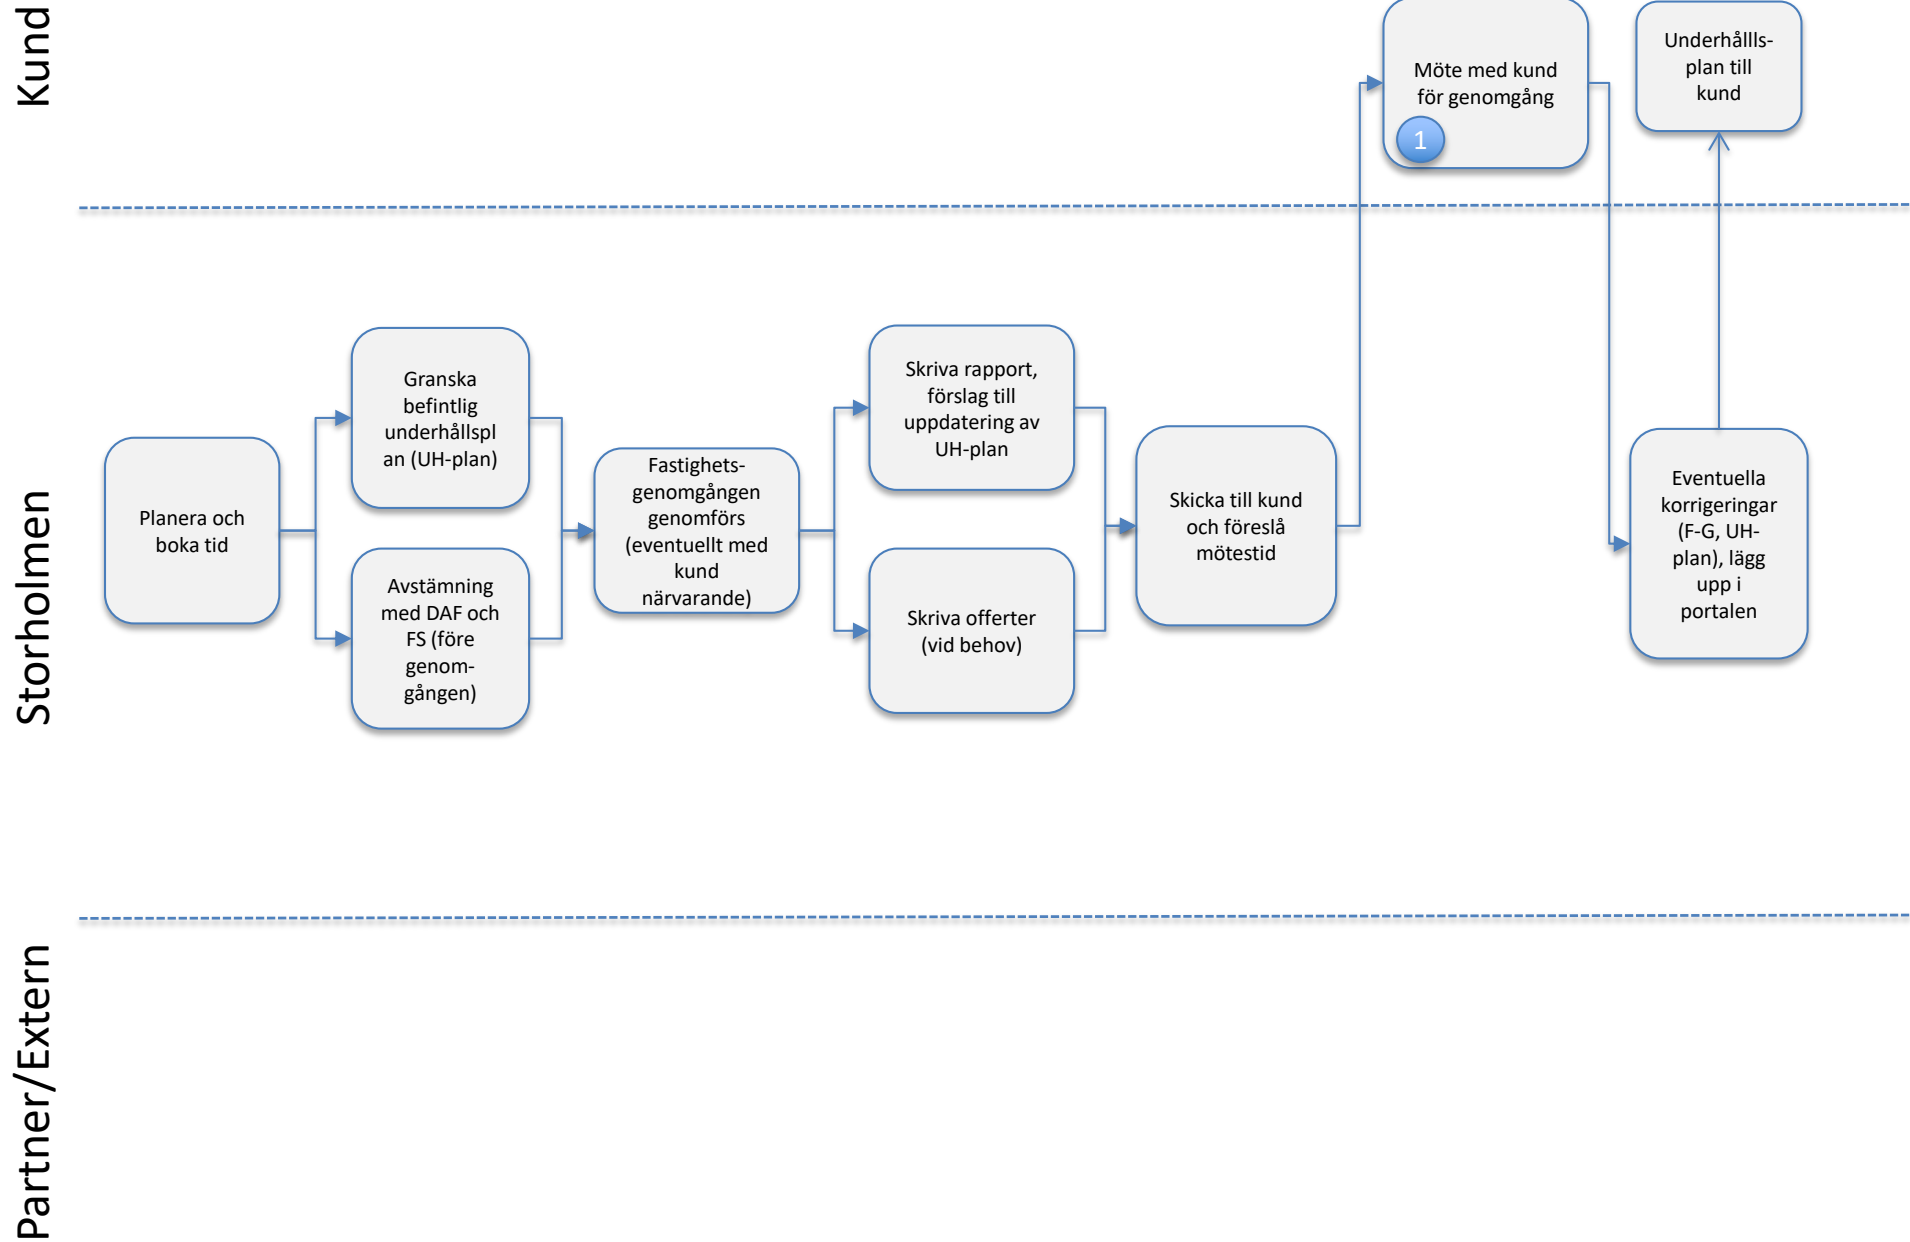 Kund
Möte med kund
för genomgång
1
Underhållls-
plan till
kund
Storholmen
Planera och
boka tid
Granska
befintlig
underhållspl
an (UH-plan)
Avstämning
med DAF och
FS (före
genom-
gången)
Fastighets-
genomgången
genomförs
(eventuellt med
kund
närvarande)
Skriva rapport,
förslag till
uppdatering av
UH-plan
Skriva offerter
(vid behov)
Skicka till kund
och föreslå
mötestid
Eventuella
korrigeringar
(F-G, UH-
plan), lägg
upp i
portalen
Partner/Extern